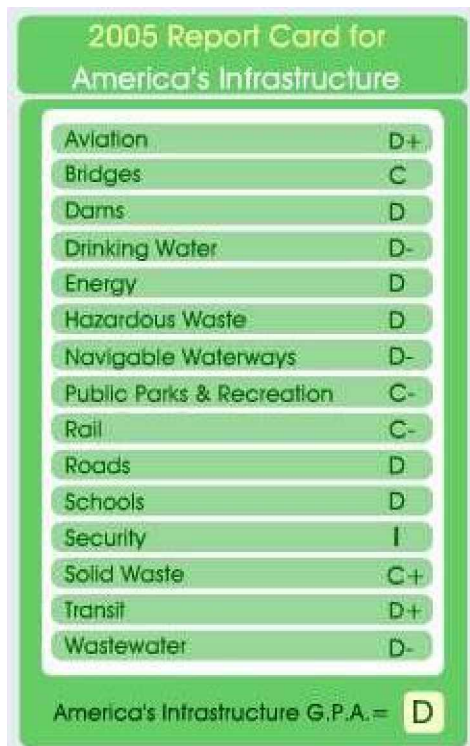 2005 Report Card for
America's Infrastructure
Aviation D+
Bridges C
Dams D
Drinking Water D-
Energy D
Hazardous Waste D
Navigable Waterways D-
Public Parks & Recreation C-
Rail C-
Roads D
Schools D
Security I
Solid Waste C+
Transit D+
Wastewater D-
America's Infrastructure G.P.A. = D